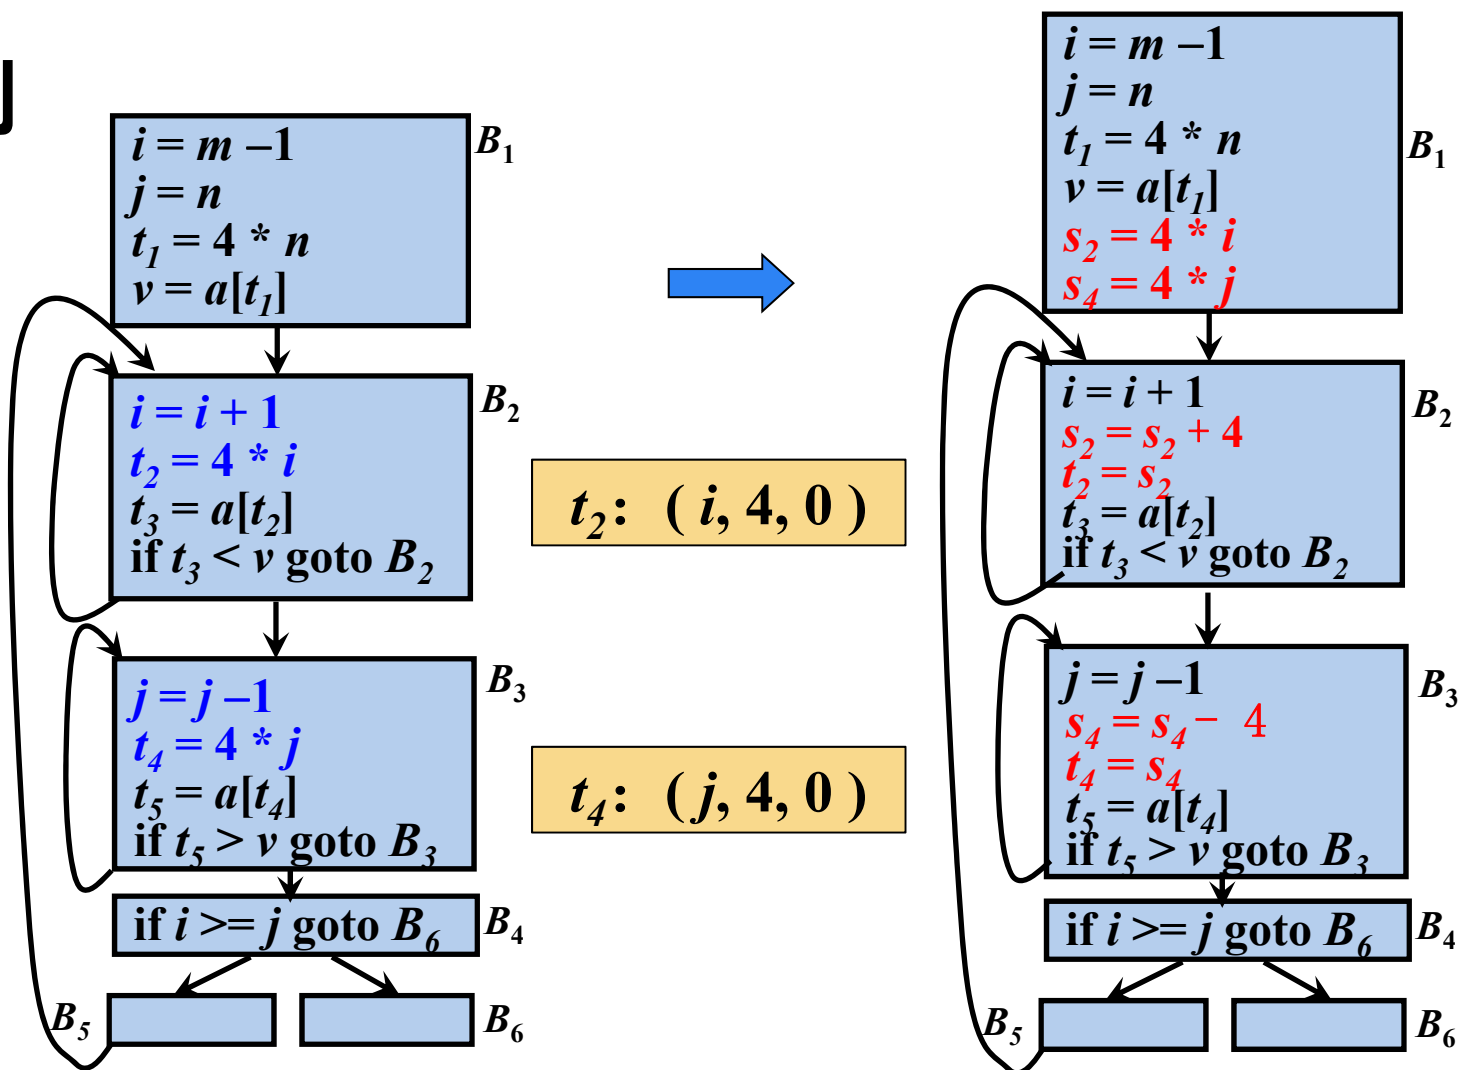 i = m –1
j = n
t1 = 4 * n
v = a[t1]
B1
i = i + 1
t2 = 4 * i
t3 = a[t2]
if t3 < v goto B2
B2
j = j –1
t4 = 4 * j
t5 = a[t4]
if t5 > v goto B3
B3
if i >= j goto B6
B4
B5
B6
t2: ( i, 4, 0 )
t4: ( j, 4, 0 )
i = m –1
j = n
t1 = 4 * n
v = a[t1]
s2 = 4 * i
s4 = 4 * j
B1
i = i + 1
s2 = s2 + 4
t2 = s2
t3 = a[t2]
if t3 < v goto B2
B2
j = j –1
s4 = s4 – 4
t4 = s4
t5 = a[t4]
if t5 > v goto B3
B3
if i >= j goto B6
B4
B5
B6